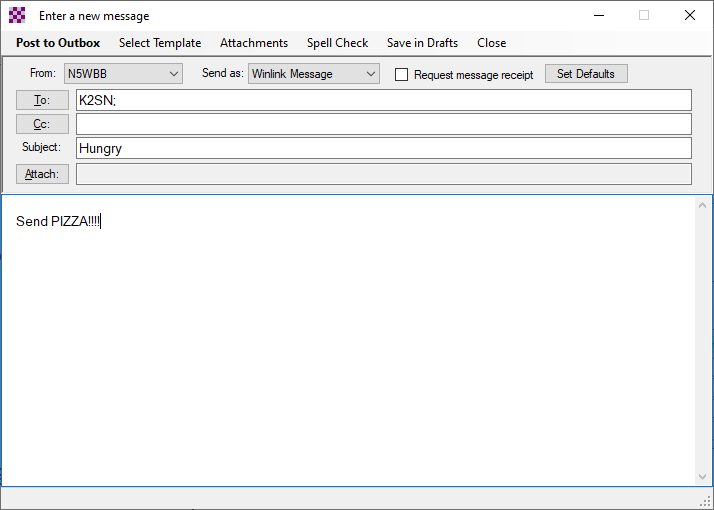 Enter a new message
Post to Outbox Select Template Attachments Spell Check Save in Drafts Close
From: N5WBB Send as: Winlink Message Request message receipt Set Defaults
To: K2SN;
Cc:
Subject: Hungry
Attach:
Send PIZZA!!!!